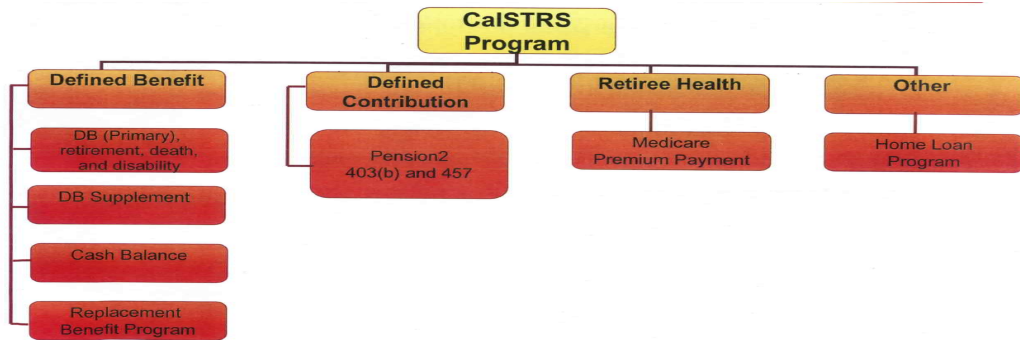 CalSTRS
Program
Defined Benefit
DB (Primary),
retirement, death,
and disability
DB Supplement
Cash Balance
Replacement
Benefit Program
Defined
Contribution
Pension2
403(b) and 457
Retiree Health
Medicare
Premium Payment
Other
Home Loan
Program